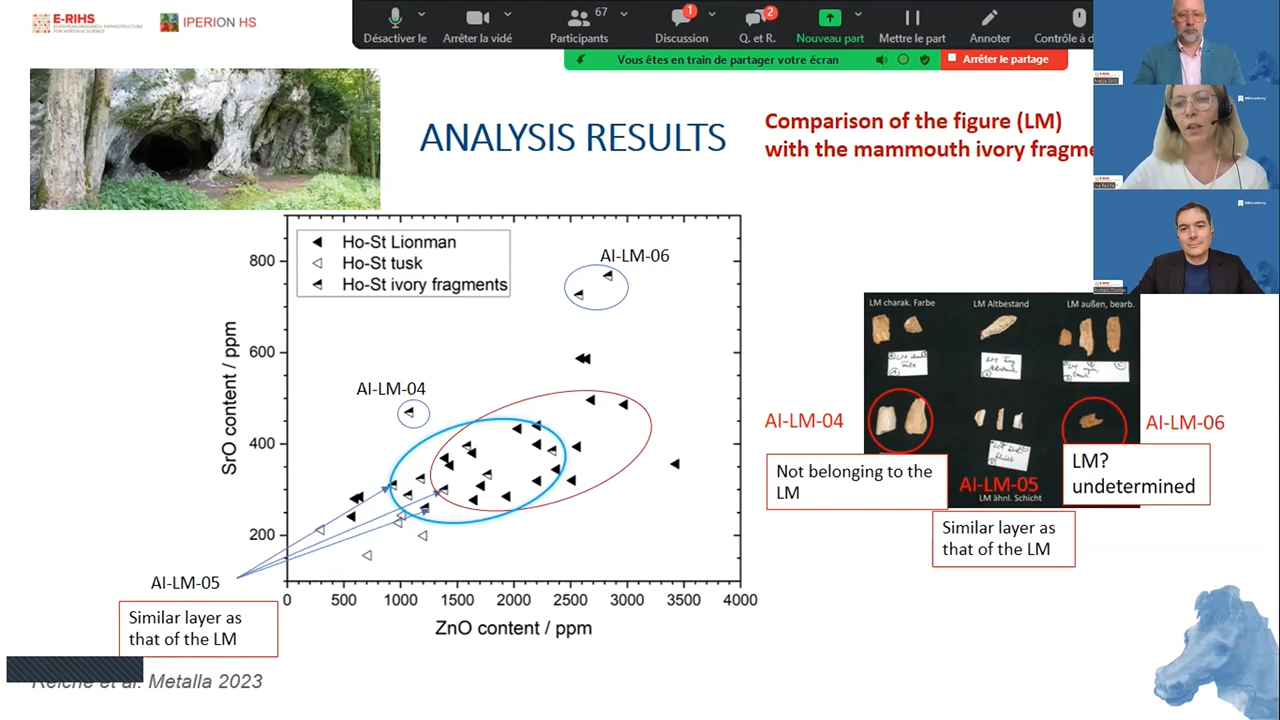 E-RIHS
EUROPEAN RESEARCH INFRASTRUCTURE
FOR HERITAGE SCIENCE
IPERION HS
67
1
2
Désactiver le
Arrêter la vidé
Participants
Discussion
Q. et R.
Nouveau part
Mettre le part
Annoter
Contrôle à d
Vous êtes en train de partager votre écran
Arrêter le partage
ANALYSIS RESULTS
Comparison of the figure (LM)
with the mammouth ivory fragme
Ho-St Lionman
Ho-St tusk
Ho-St ivory fragments
AI-LM-06
AI-LM-04
SrO content / ppm
800
600
400
200
0
500
1000
1500
2000
2500
3000
3500
4000
ZnO content / ppm
AI-LM-05
Similar layer as
that of the LM
LM charak. Farbe
LM Altbestand
LM außen, bearb.
AI-LM-04
AI-LM-06
Not belonging to the
LM
AI-LM-05
LM ähnl. Schicht
LM?
undetermined
Similar layer as
that of the LM
Reiche et al. Metalla 2023